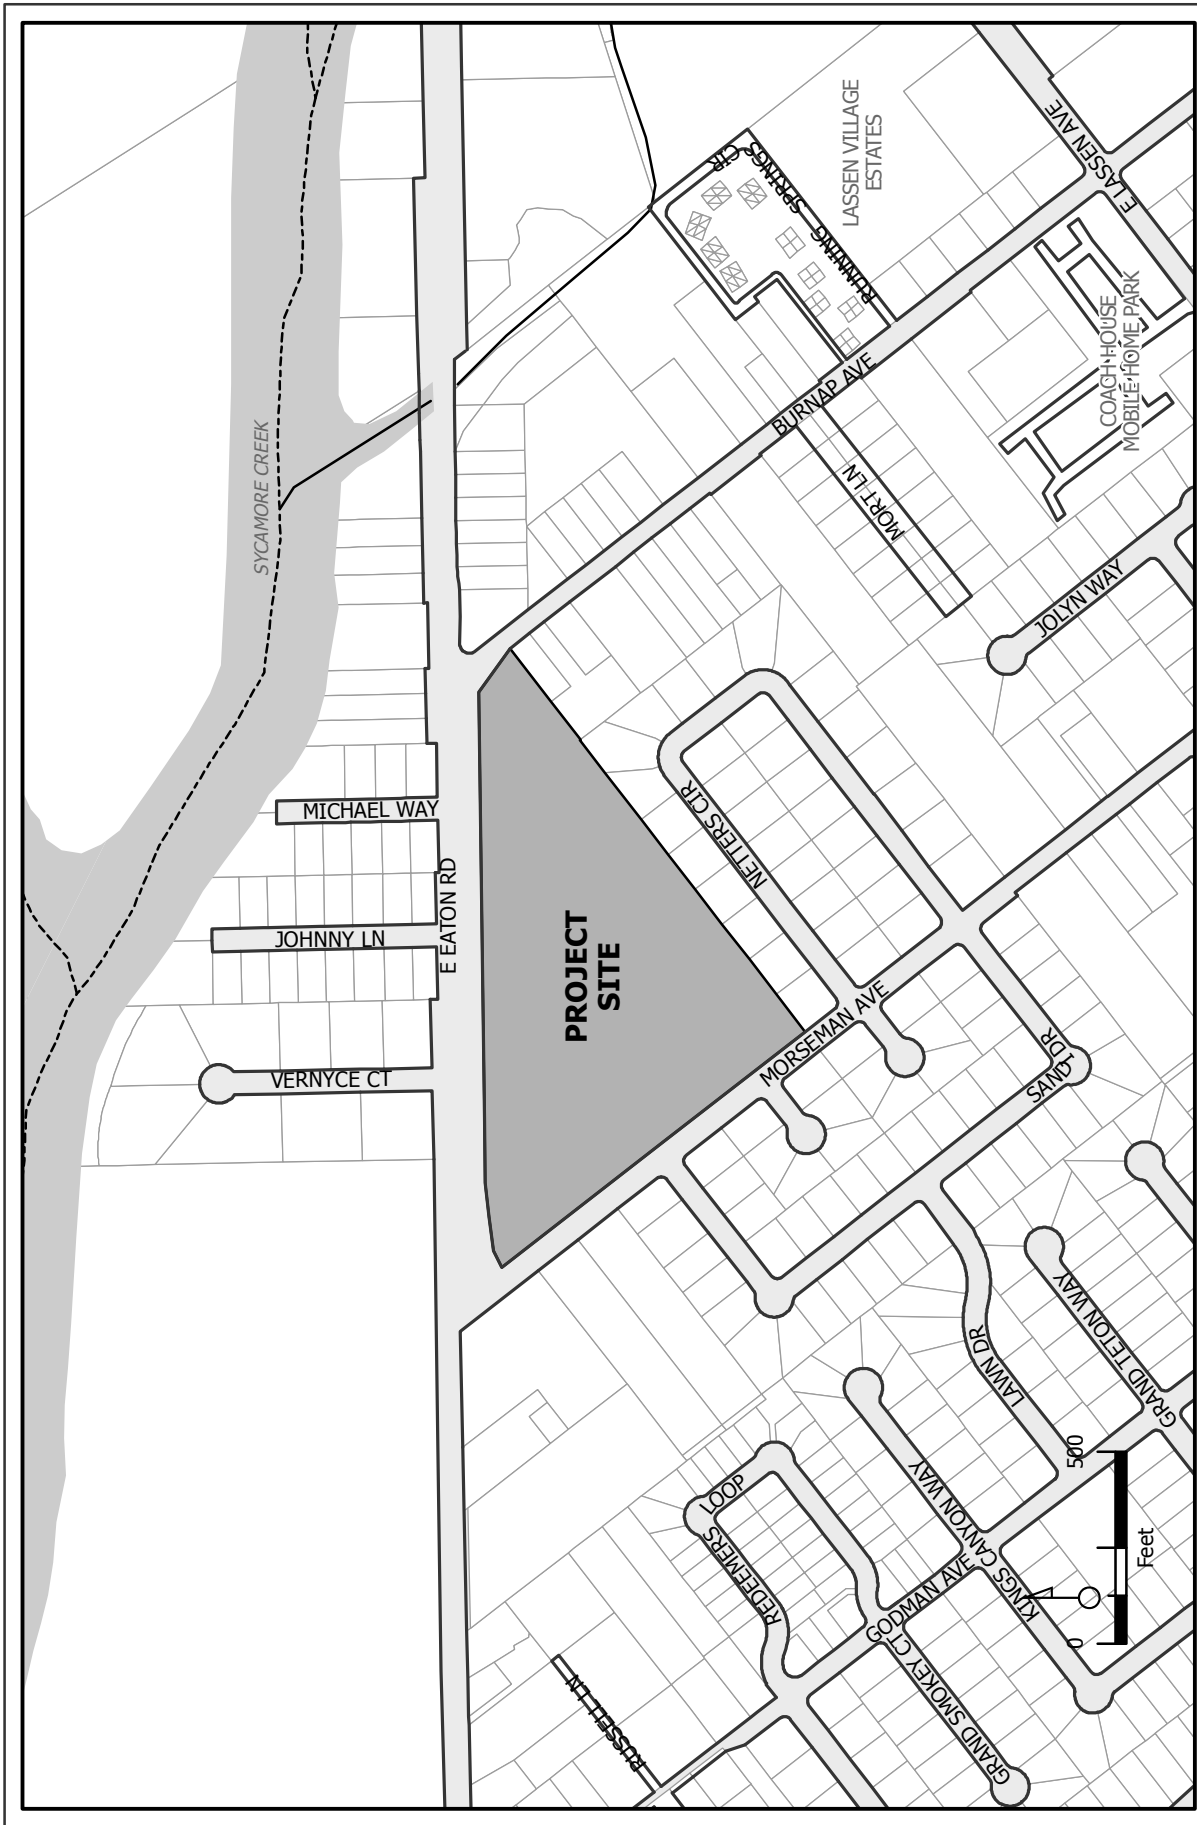 SYCAMORE CREEK
LASSEN VILLAGE
ESTATES
E LASSEN AVE
RUNNING SPRINGS CIR
COACH HOUSE
MOBILE HOME PARK
BURNAP AVE
MORT LN
JOLYN WAY
MICHAEL WAY
JOHNNY LN
VERNYCE CT
E EATON RD
PROJECT
SITE
NETTERS CIR
MORSEMAN AVE
SANDI DR
LAWN DR
GRAND TETON WAY
KINGS CANYON WAY
REDEEMERS LOOP
GODMAN AVE
GRAND SMOKEY CT
RUSSELL LN
0
500
Feet